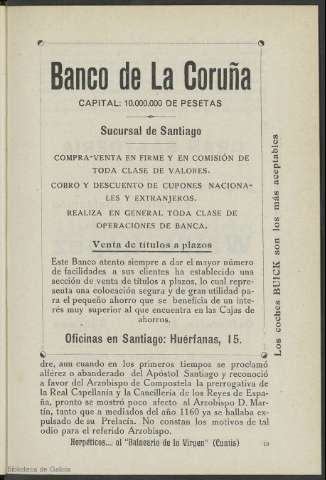 Banco de La Coruña
CAPITAL: 10.000.000 DE PESETAS
Sucursal de Santiago
COMPRA-VENTA EN FIRME Y EN COMISIÓN DE
TODA CLASE DE VALORES.
COBRO Y DESCUENTO DE CUPONES NACIONA-
LES Y EXTRANJEROS.
REALIZA EN GENERAL TODA CLASE DE
OPERACIONES DE BANCA.
Venta de títulos a plazos
Este Banco atento siempre a dar el mayor número
de facilidades a sus clientes ha establecido una
sección de venta de títulos a plazos, lo cual repre-
senta una colocación segura y de gran utilidad pa-
ra el pequeño ahorro que se beneficia de un inte-
rés muy superior al que encuentra en las Cajas de
ahorros.
Oficinas en Santiago: Huérfanas, 15.
Los coches BUICK son los más aceptables
dre, aun cuando en los primeros tiempos se proclamó
alférez o abanderado del Apóstol Santiago y reconoció
a favor del Arzobispo de Compostela la prerrogativa de
la Real Capellanía y la Cancilleria de los Reyes de Espa-
ña, pronto se mostró poco afecto al Arzobispo D. Mar-
tín, tanto que a mediados del año 1160 ya se hallaba ex-
pulsado de su Prelacía. No constan los motivos de tal
odio para el referido Arzobispo.
Herpéticos... al "Balneario de la Virgen" (Cuntis)
Biblioteca de Galicia